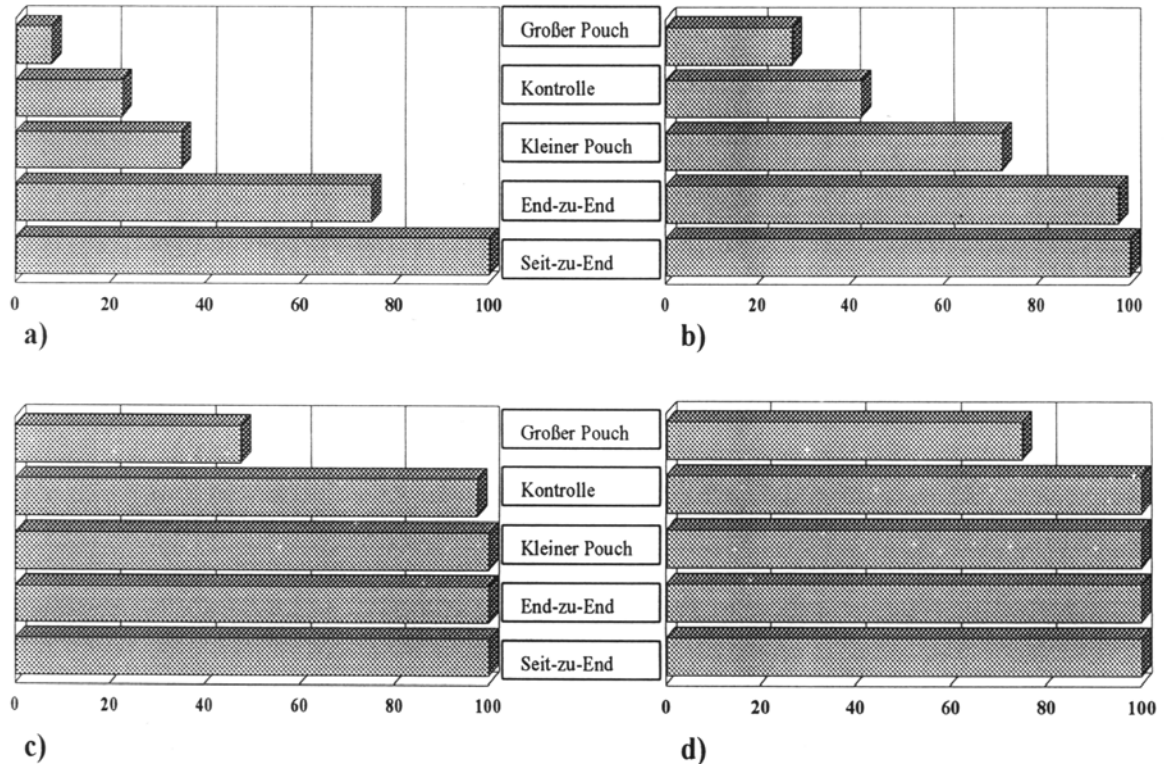 Großer Pouch
Kontrolle
Kleiner Pouch
End-zu-End
Seit-zu-End
0 20 40 60 80 100
0 20 40 60 80 100
a)
b)
Großer Pouch
Kontrolle
Kleiner Pouch
End-zu-End
Seit-zu-End
0 20 40 60 80 100
0 20 40 60 80 100
c)
d)